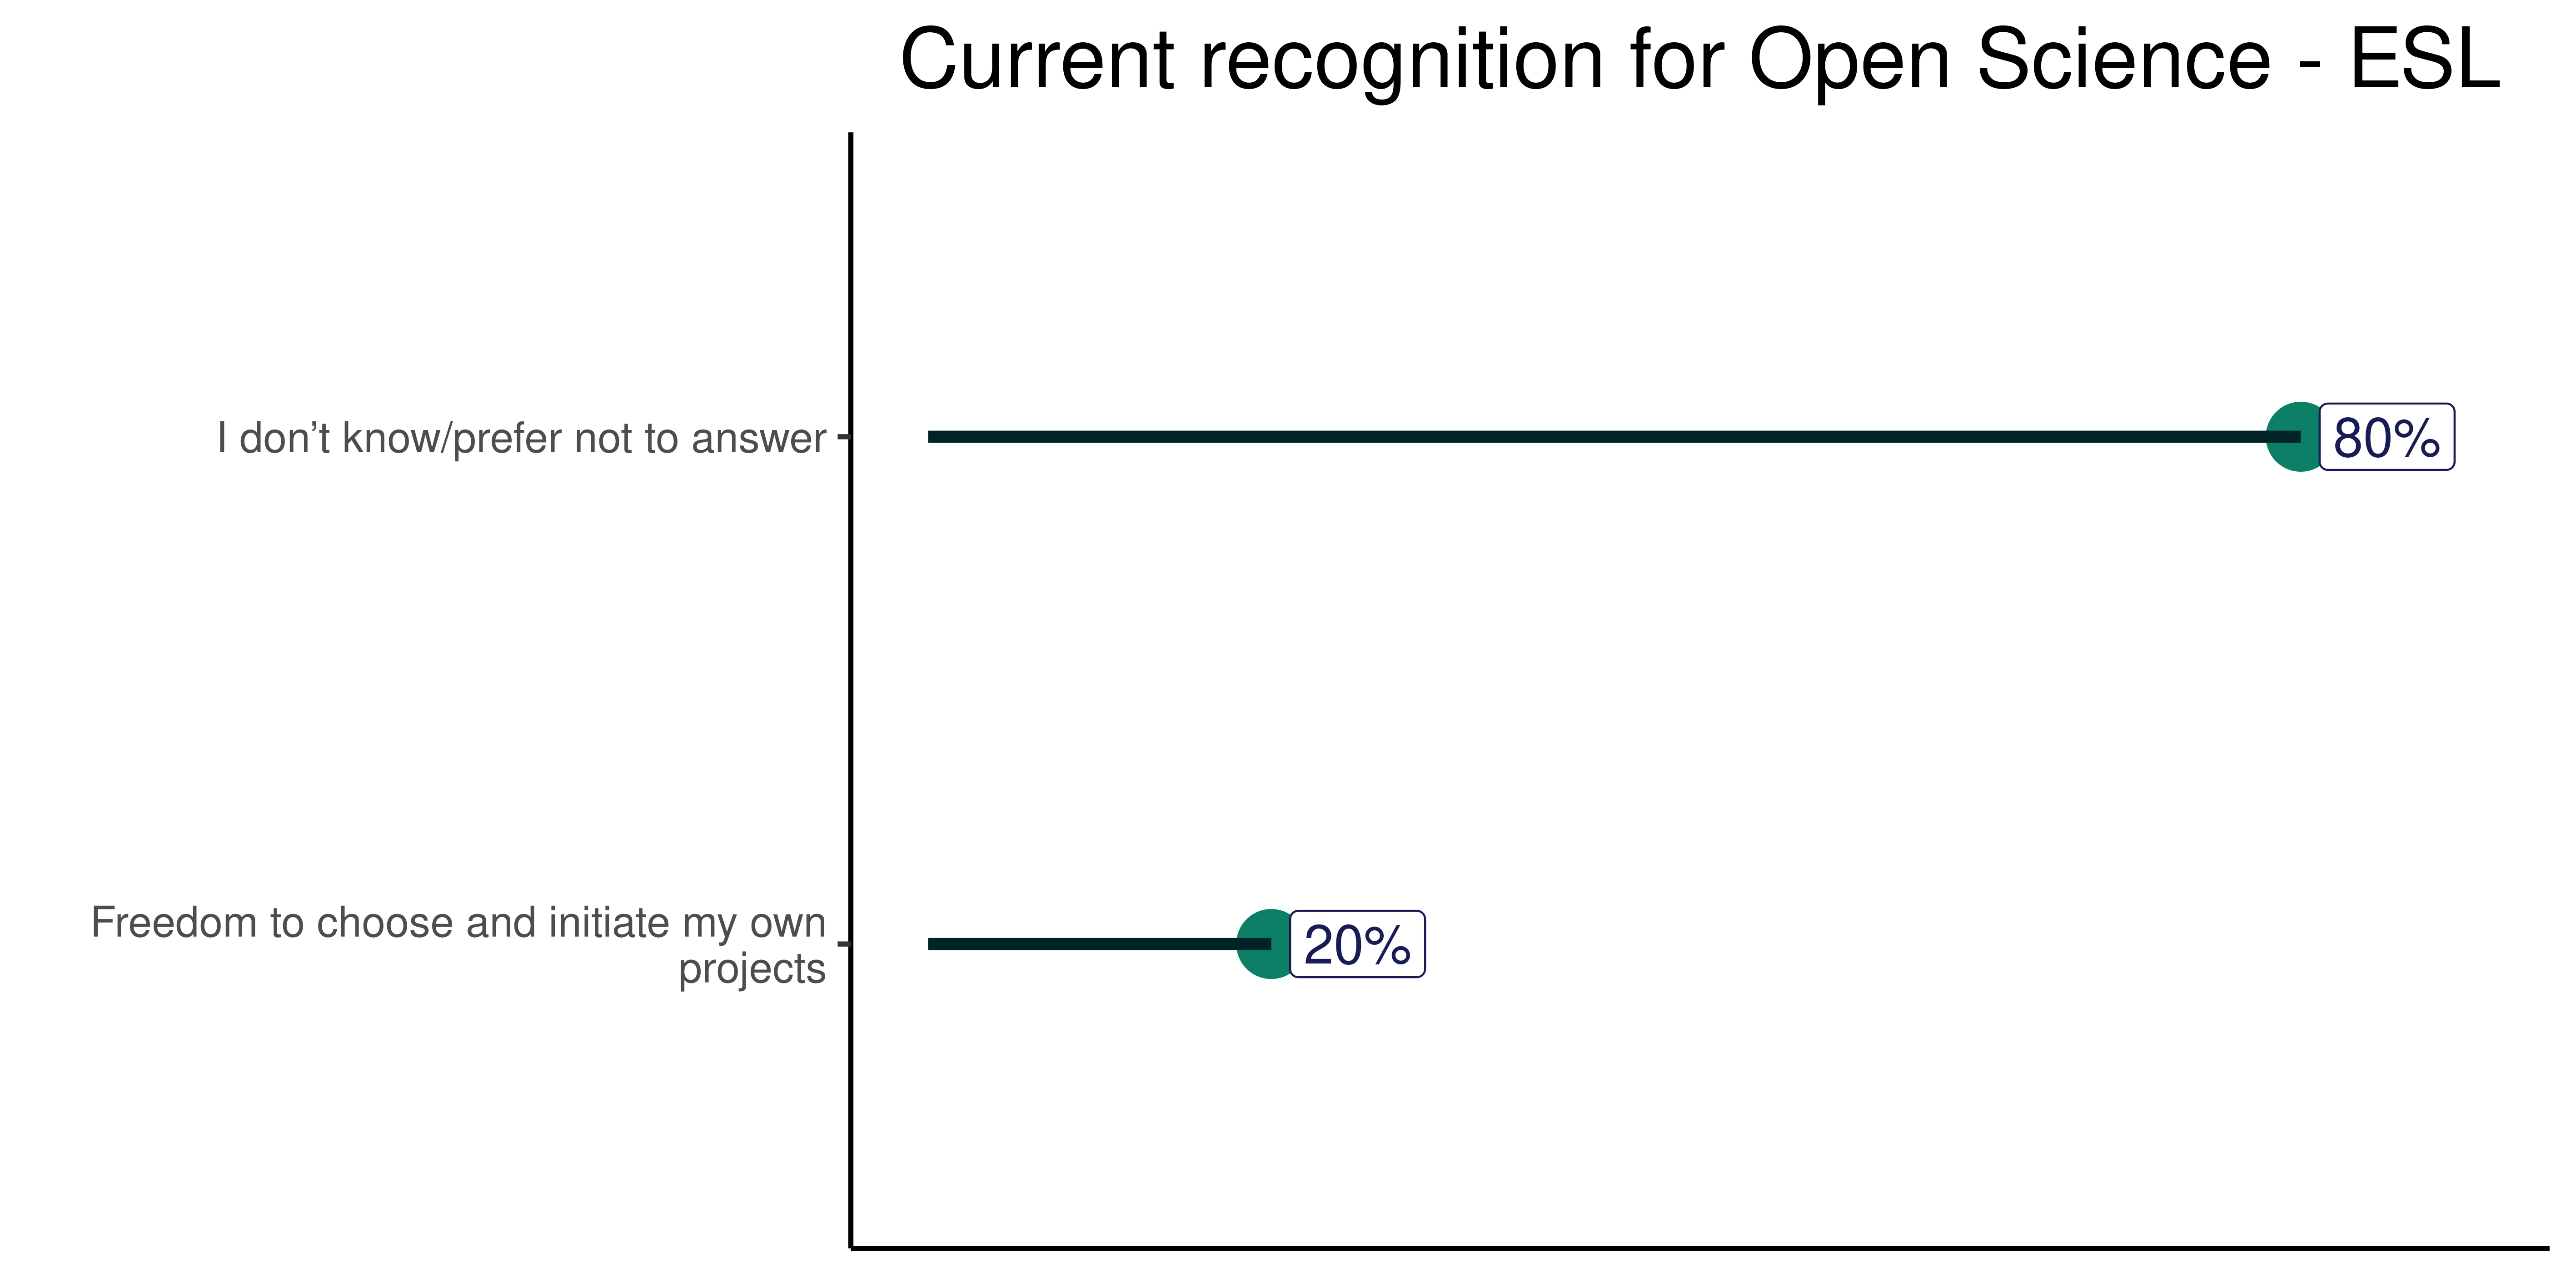 Current recognition for Open Science - ESL
I don’t know/prefer not to answer
80%
Freedom to choose and initiate my own
projects
20%